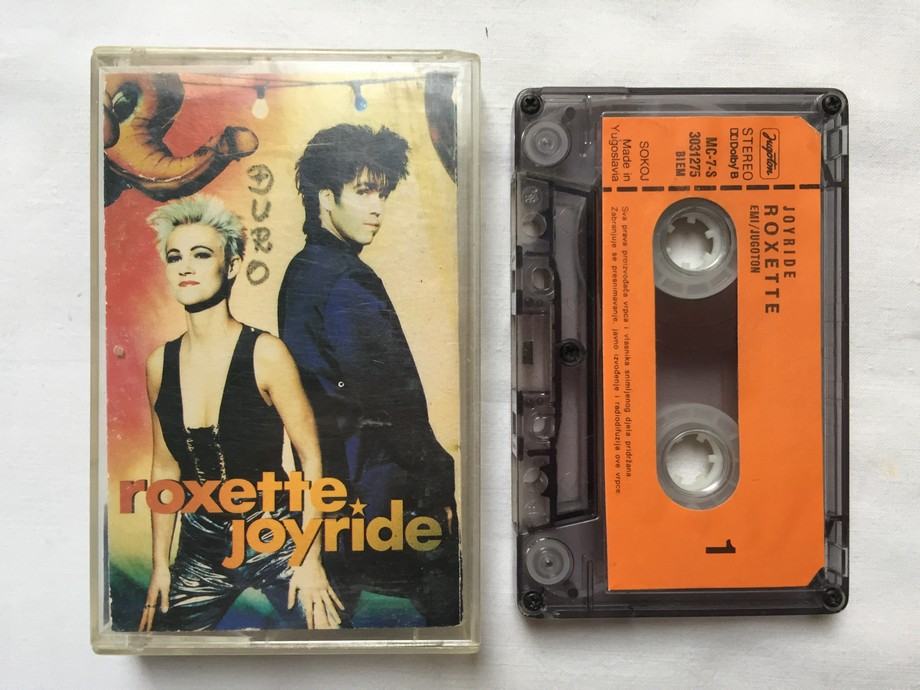 ĐURO
roxette
joyride
Jugoton
STEREO
Dolby B
MC-7-S
3031275
BIEM
SOKOJ
Made in
Yugoslavia
JOYRIDE
ROXETTE
EMI/JUGOTON
Sva prava proizvođača vrpce i vlasnika snimljenog djela pridržana.
Zabranjuje se presnimavanje, javno izvođenje i radiodifuzija ove vrpce.
1